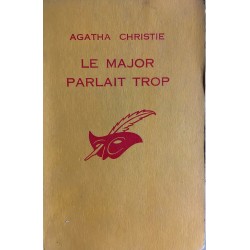 AGATHA CHRISTIE
LE MAJOR
PARLAIT TROP